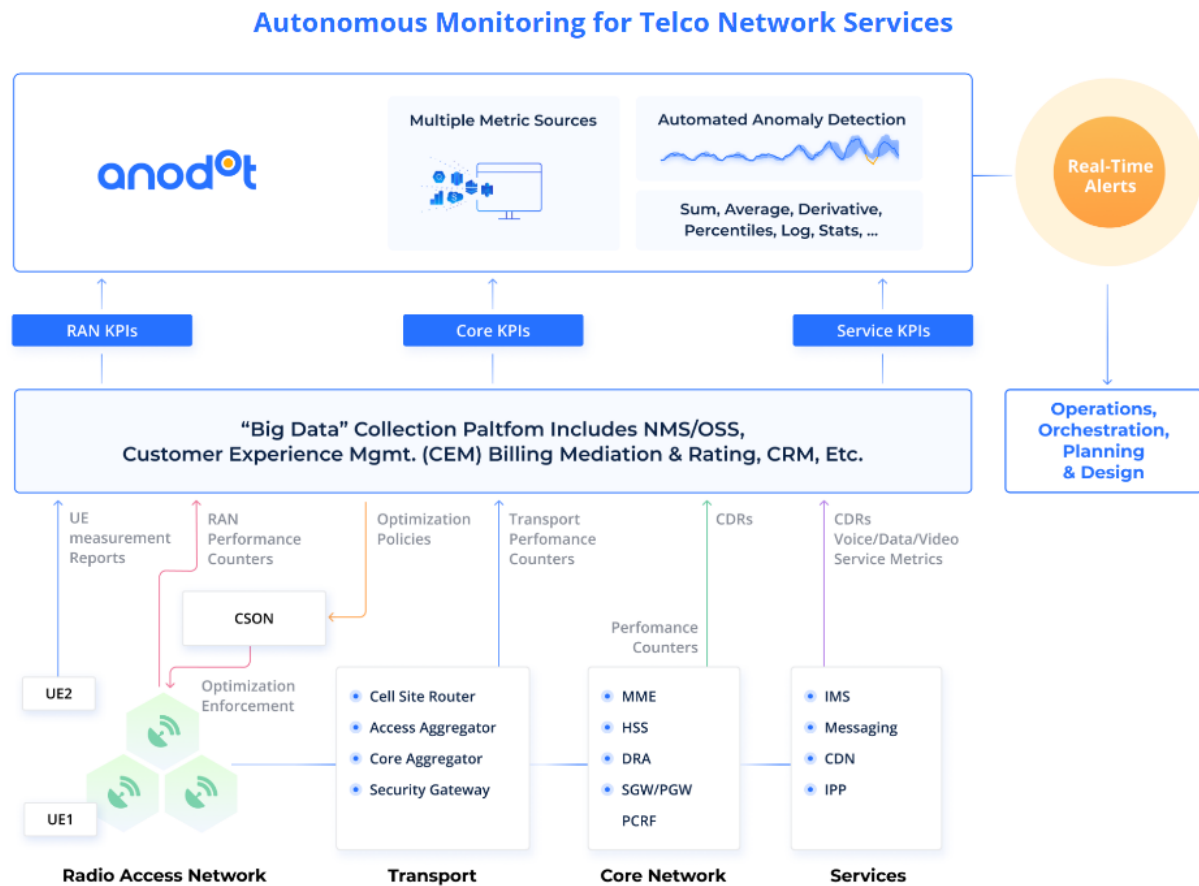 Autonomous Monitoring for Telco Network Services
anodot
Multiple Metric Sources
Automated Anomaly Detection
Sum, Average, Derivative,
Percentiles, Log, Stats, ...
Real-Time
Alerts
RAN KPIs
Core KPIs
Service KPIs
“Big Data” Collection Paltfom Includes NMS/OSS,
Customer Experience Mgmt. (CEM) Billing Mediation & Rating, CRM, Etc.
Operations,
Orchestration,
Planning
& Design
UE
measurement
Reports
RAN
Performance
Counters
Optimization
Policies
Transport
Perfomance
Counters
CDRs
CDRs
Voice/Data/Video
Service Metrics
CSON
Perfomance
Counters
Optimization
Enforcement
UE2
UE1
Cell Site Router
Access Aggregator
Core Aggregator
Security Gateway
MME
HSS
DRA
SGW/PGW
PCRF
IMS
Messaging
CDN
IPP
Radio Access Network
Transport
Core Network
Services